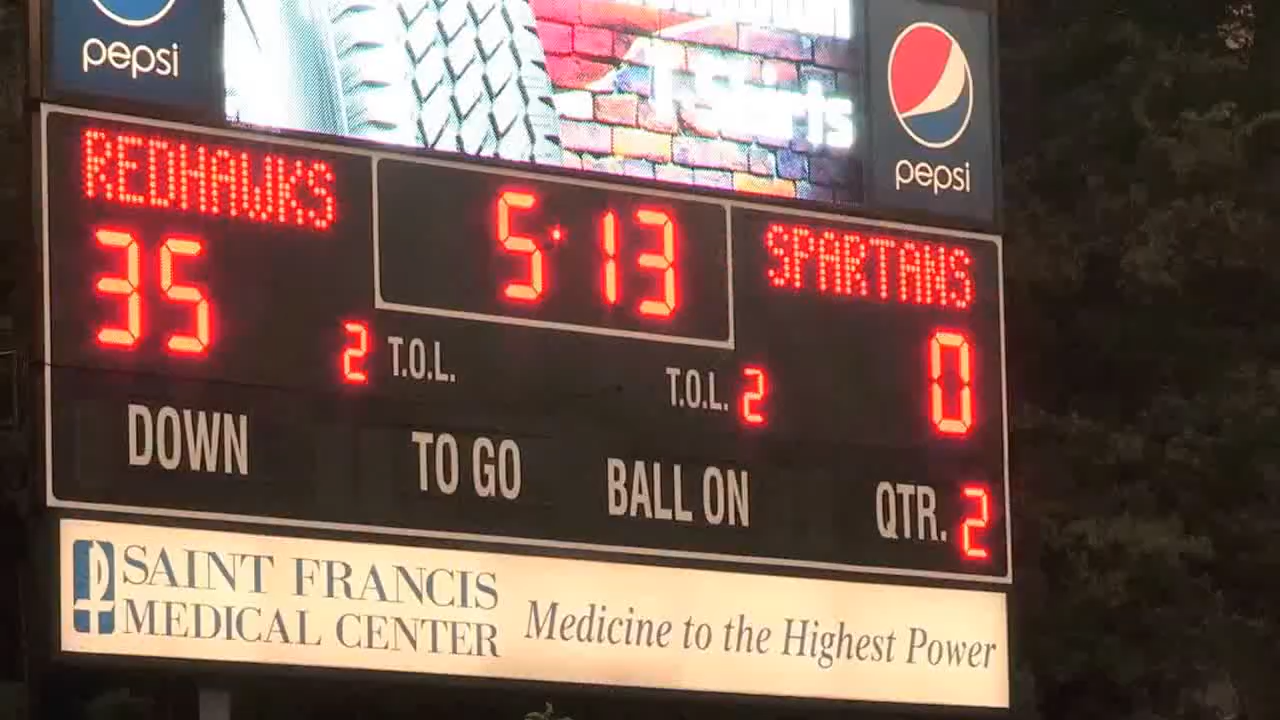 pepsi
T-Shirts
pepsi
REDHAWKS
5:13
SPARTANS
35
0
2 T.O.L.
T.O.L. 2
DOWN
TO GO
BALL ON
QTR. 2
SAINT FRANCIS
MEDICAL CENTER
Medicine to the Highest Power